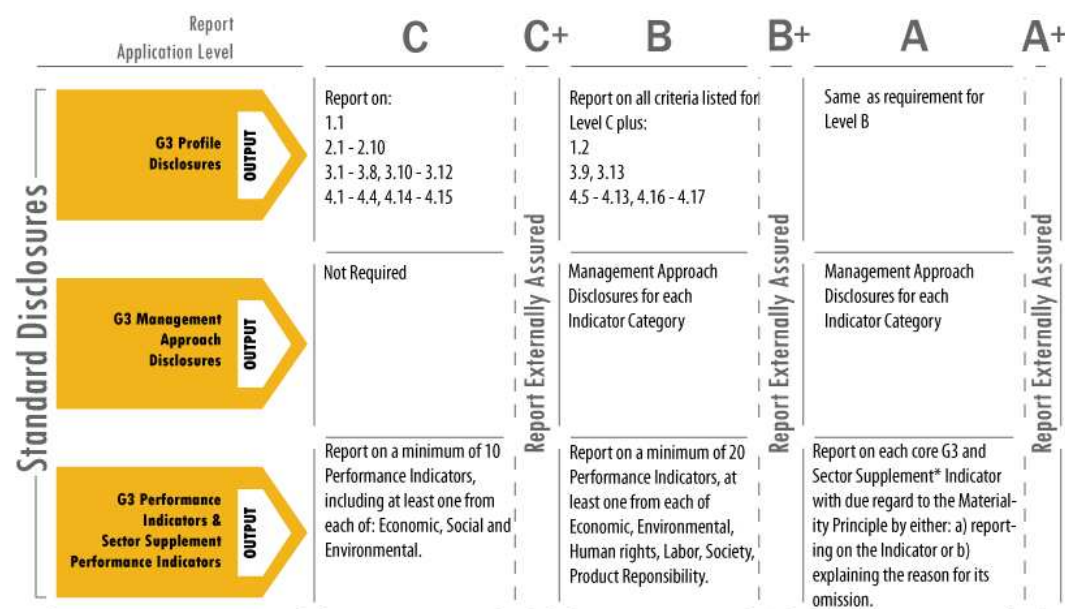 Report
Application Level
C
C+
B
B+
A
A+
Standard Disclosures
G3 Profile
Disclosures
OUTPUT
Report on:
1.1
2.1 - 2.10
3.1 - 3.8, 3.10 - 3.12
4.1 - 4.4, 4.14 - 4.15
Report on all criteria listed for
Level C plus:
1.2
3.9, 3.13
4.5 - 4.13, 4.16 - 4.17
Same as requirement for
Level B
G3 Management
Approach
Disclosures
OUTPUT
Not Required
Management Approach
Disclosures for each
Indicator Category
Management Approach
Disclosures for each
Indicator Category
G3 Performance
Indicators &
Sector Supplement
Performance Indicators
OUTPUT
Report on a minimum of 10
Performance Indicators,
including at least one from
each of: Economic, Social and
Environmental.
Report on a minimum of 20
Performance Indicators, at
least one from each of
Economic, Environmental,
Human rights, Labor, Society,
Product Reponsibility.
Report on each core G3 and
Sector Supplement* Indicator
with due regard to the Material-
ity Principle by either: a) report-
ing on the Indicator or b)
explaining the reason for its
omission.
Report Externally Assured
Report Externally Assured
Report Externally Assured